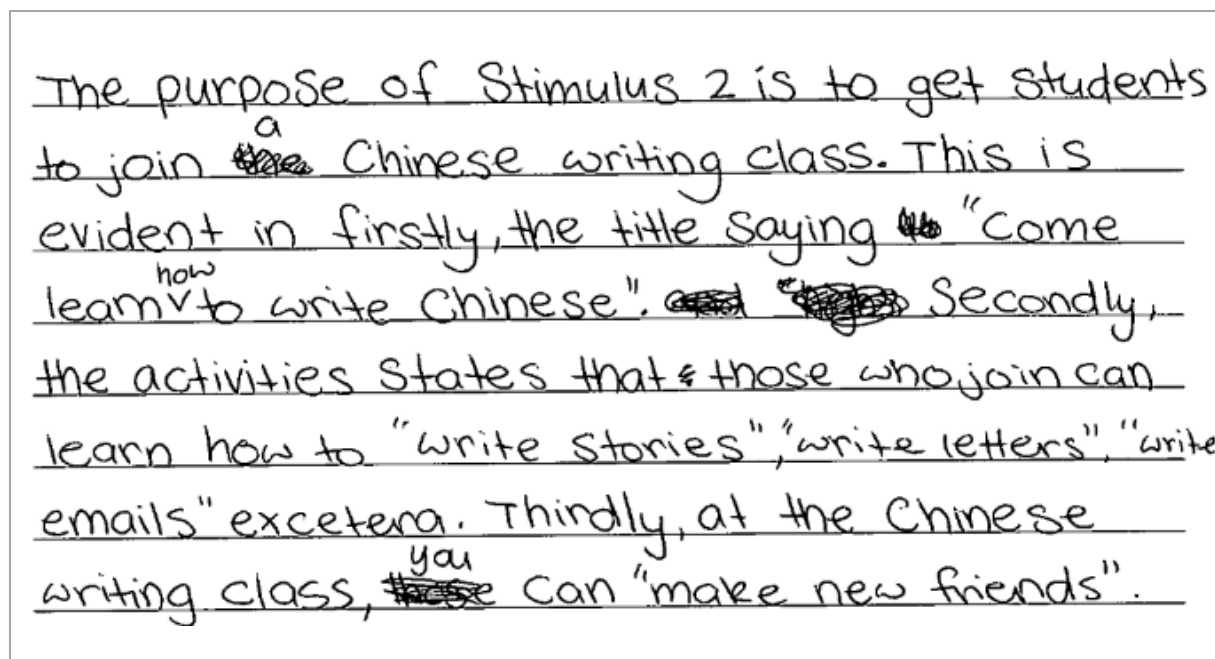 The purpose of Stimulus 2 is to get students
to join a Chinese writing class. This is
evident in firstly, the title saying "Come
learn how to write Chinese". Secondly,
the activities states that those who join can
learn how to "write stories", "write letters", "write
emails" excetera. Thirdly, at the Chinese
writing class, you can "make new friends".